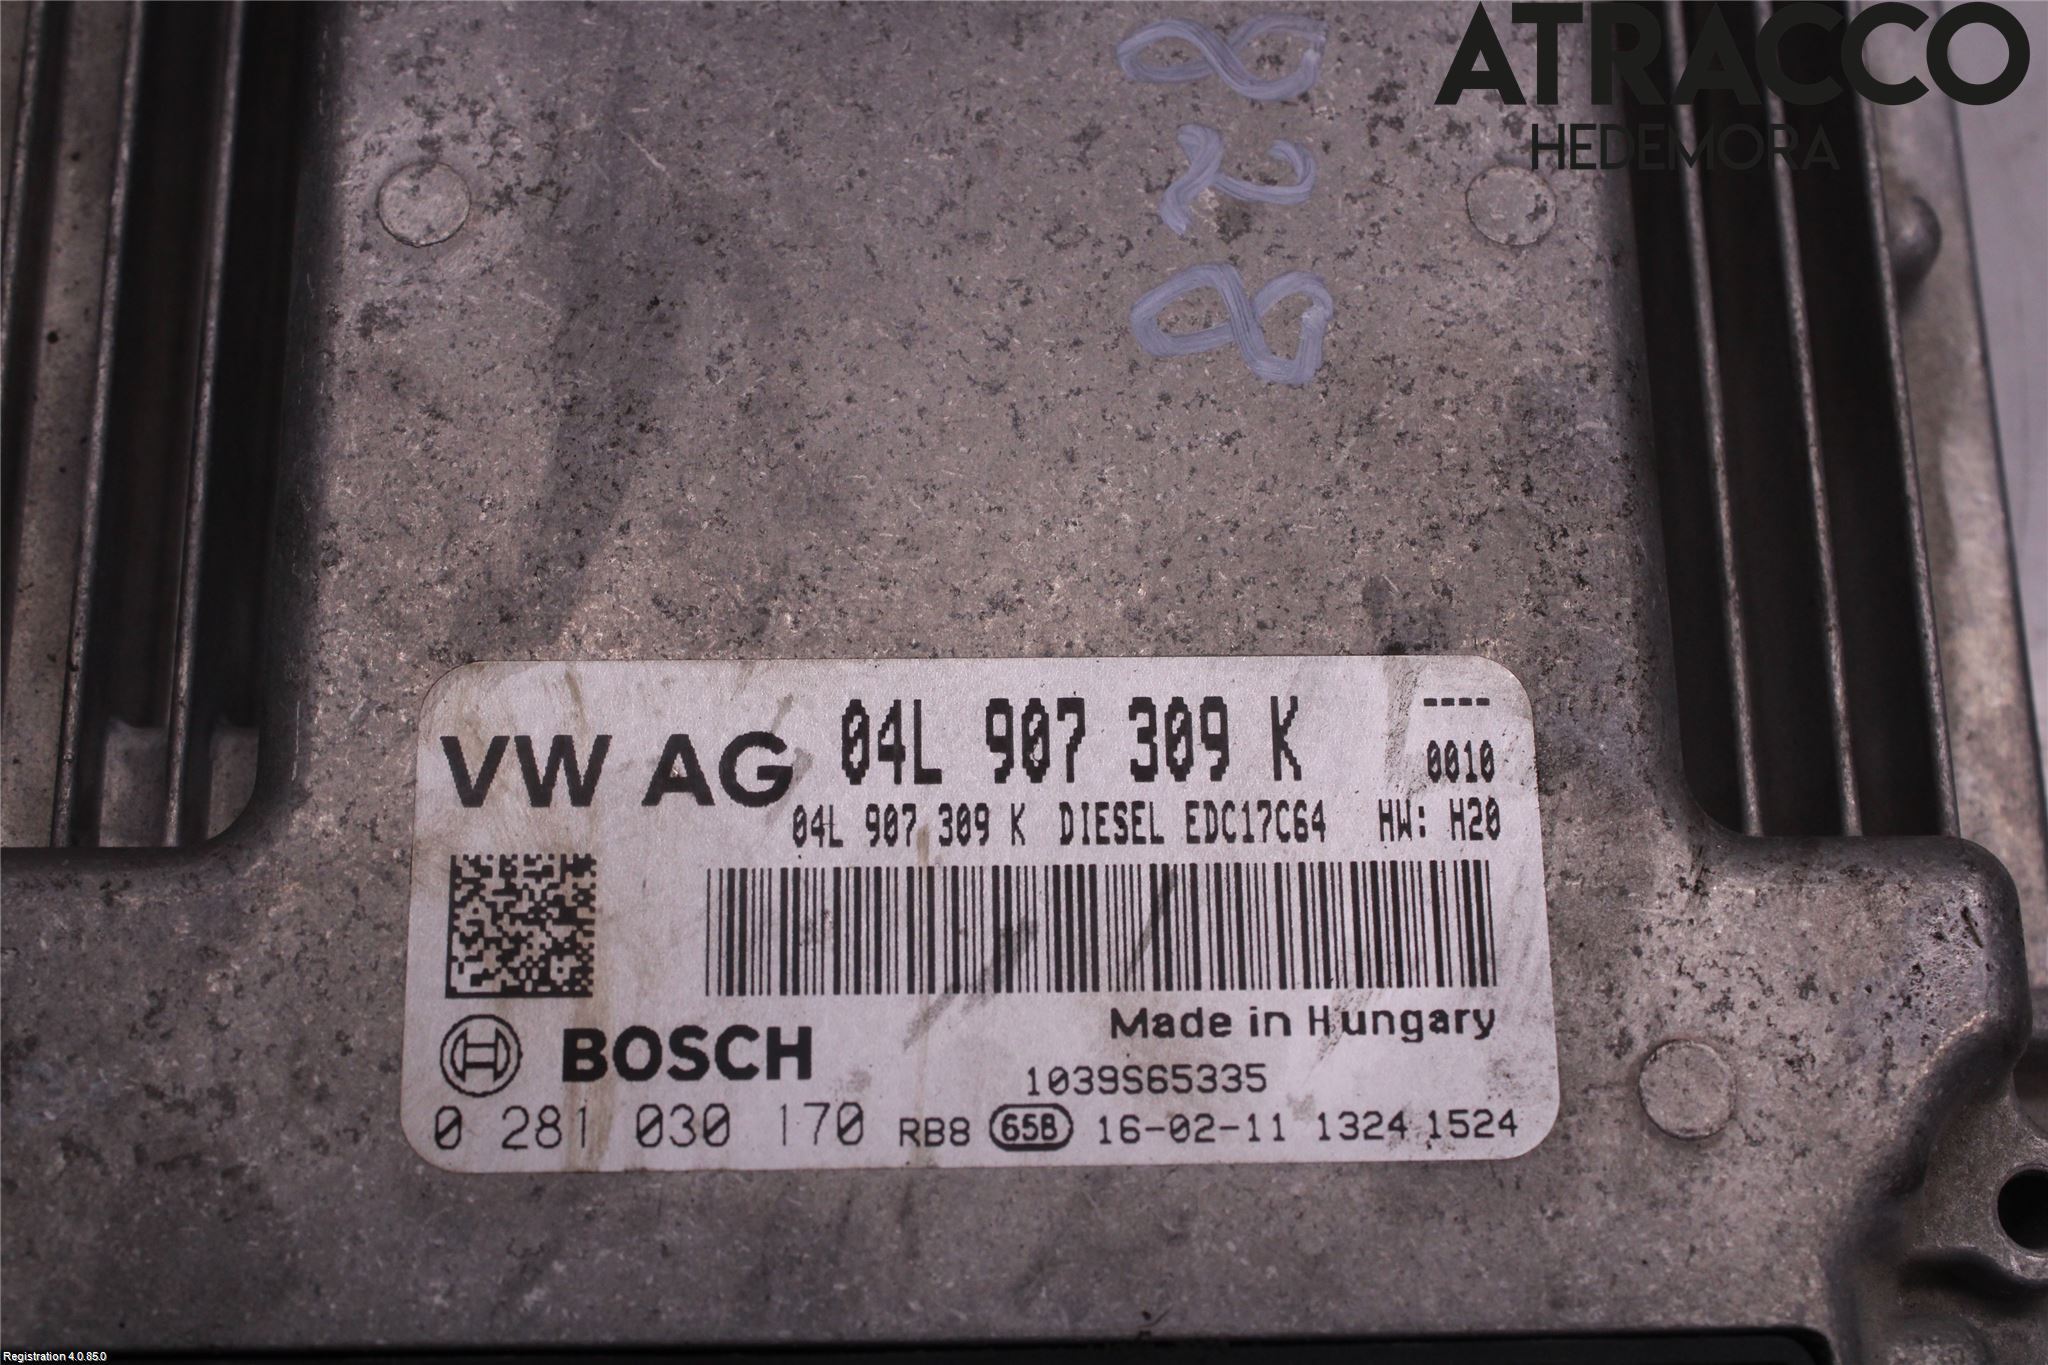 ATRACCO
HEDEMORA
828
VW AG 04L 907 309 K ----
0010
04L 907 309 K DIESEL EDC17C64 HW: H20
Made in Hungary
BOSCH
1039S65335
0 281 030 170 RB8 65B 16-02-11 1324 1524
Registration 4.0.85.0